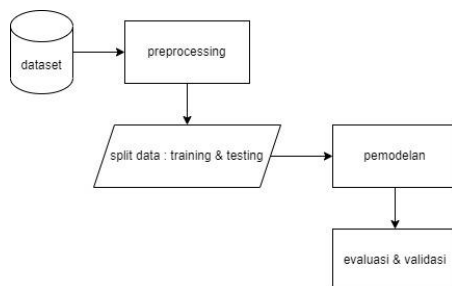 dataset
preprocessing
split data : training & testing
pemodelan
evaluasi & validasi